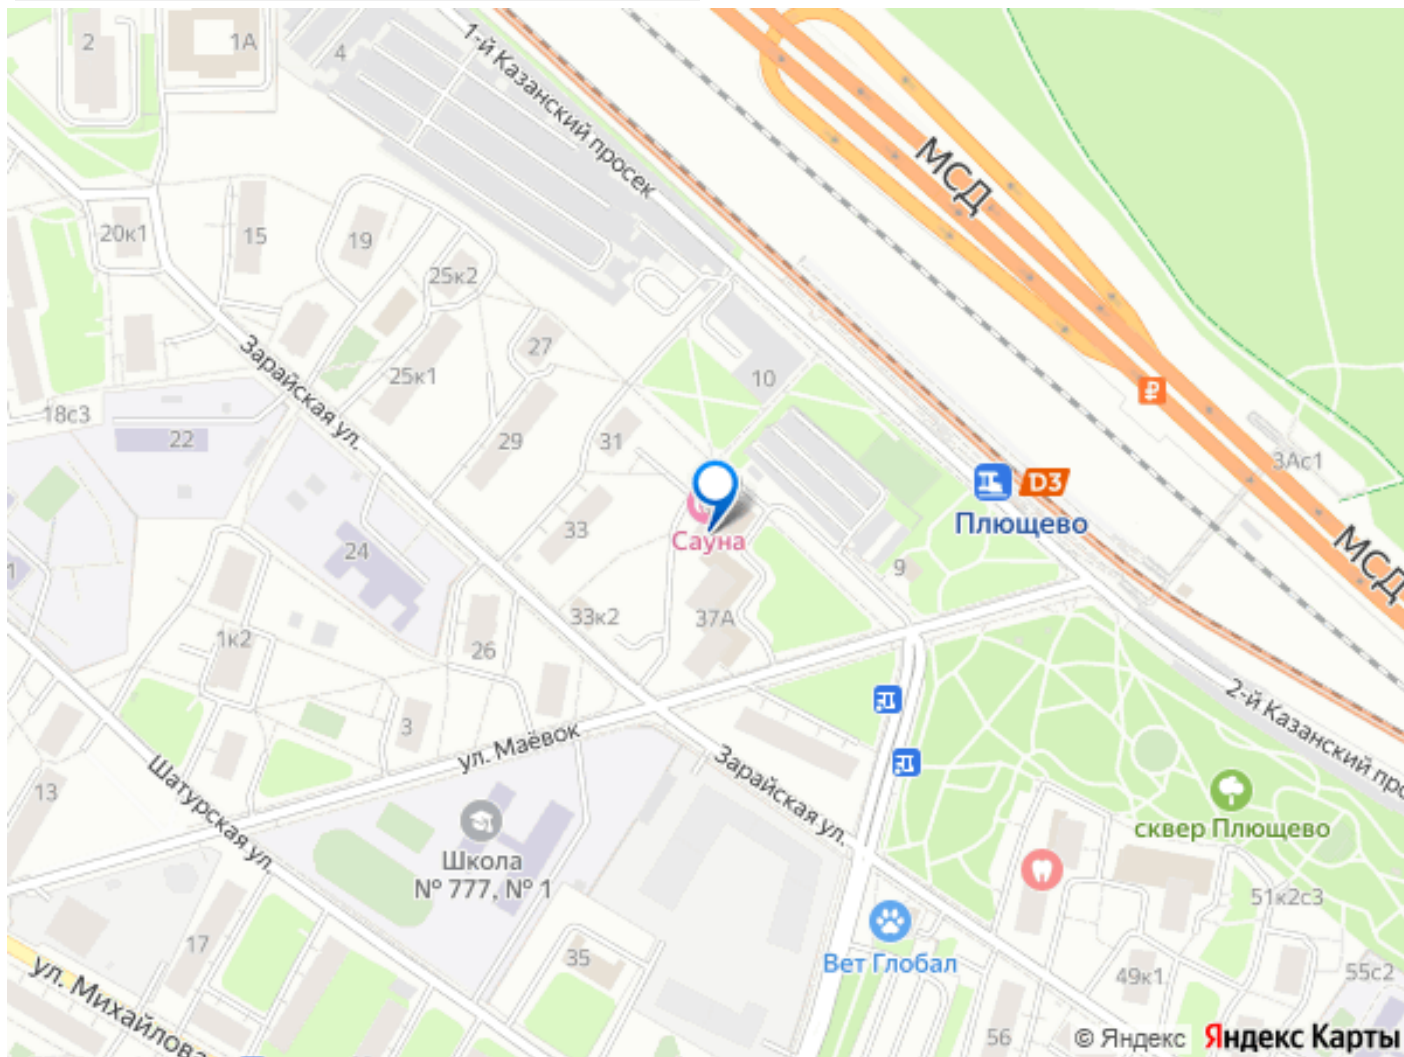 2
1А
4
1-й Казанский просек
МСД
20к1
15
19
25к2
27
Зарайская ул.
25к1
10
18с3
22
29
31
3Ас1
D3
Плющево
МСД
24
33
Сауна
9
1
33к2
37А
1к2
26
3
2-й Казанский про
ул. Маёвок
Шатурская ул.
Зарайская ул.
13
сквер Плющево
Школа
№ 777, № 1
51к2с3
17
35
Вет Глобал
49к1
55с2
ул. Михайлова
56
© Яндекс
Яндекс Карты